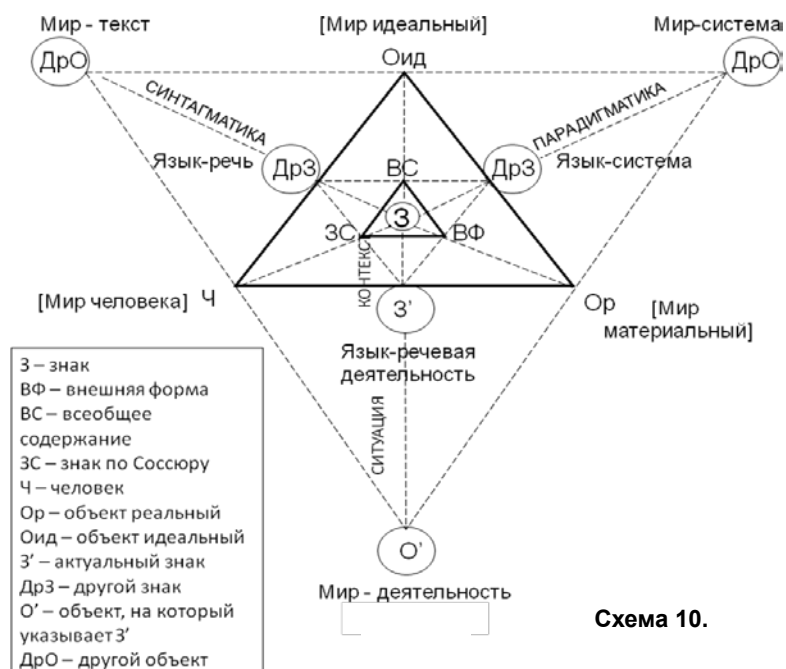 Мир - текст
[Мир идеальный]
Мир-система
ДрО
Оид
ДрО
СИНТАГМАТИКА
ПАРАДИГМАТИКА
Язык-речь
ДрЗ
ВС
ДрЗ
Язык-система
З
ЗС
ВФ
КОНТЕКСТ
[Мир человека]
Ч
З'
Ор
[Мир
материальный]
Язык-речевая
деятельность
СИТУАЦИЯ
О'
Мир - деятельность
З – знак
ВФ – внешняя форма
ВС – всеобщее
содержание
ЗС – знак по Соссюру
Ч – человек
Ор – объект реальный
Оид – объект идеальный
З' – актуальный знак
ДрЗ – другой знак
О' – объект, на который
указывает З'
ДрО – другой объект
Схема 10.